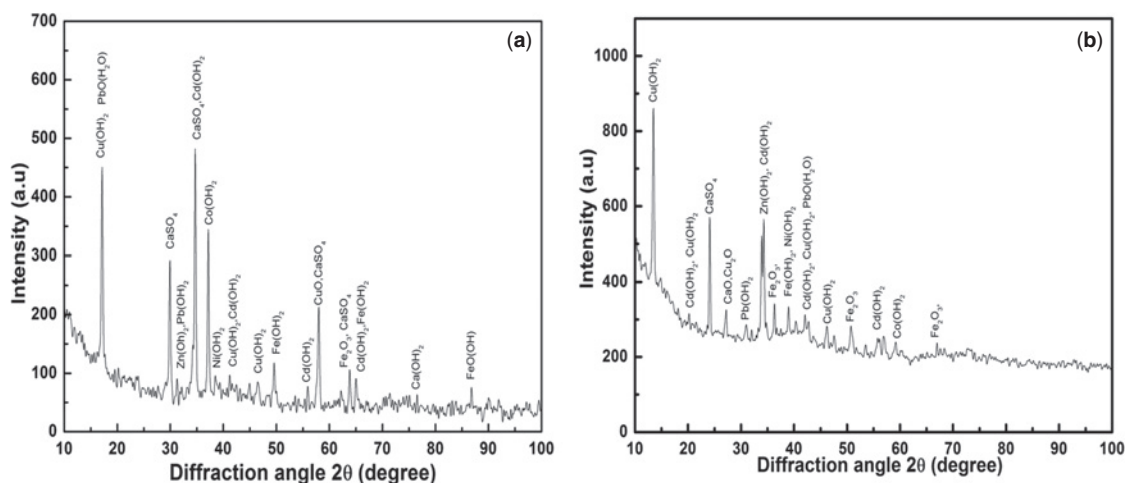 (a)
700
600
500
400
300
200
100
0
Intensity (a.u)
Cu(OH)2 PbO(H2O)
CaSO4
Zn(Oh)2,Pb(OH)2
CaSO4,Cd(OH)2
Co(OH)2
Ni(OH)2
Cu(OH)2,Cd(OH)2
Cu(OH)2
Fe(OH)2
Cd(OH)2
CuO,CaSO4
Fe2O3, CaSO4
Cd(OH)2,Fe(OH)2
Ca(OH)2
FeO(OH)
10 20 30 40 50 60 70 80 90 100
Diffraction angle 2θ (degree)
(b)
1000
800
600
400
200
0
Intensity (a.u)
Cu(OH)2
Cd(OH)2, Cu(OH)2
CaSO4
CaO,Cu2O
Pb(OH)2
Zn(OH)2, Cd(OH)2
Fe2O3,
Fe(OH)2, Ni(OH)2
Cd(OH)2, Cu(OH)2, PbO(H2O)
Cu(OH)2
Fe2O3
Cd(OH)2
Co(OH)2
Fe2O3,
10 20 30 40 50 60 70 80 90 100
Diffraction angle 2θ (degree)